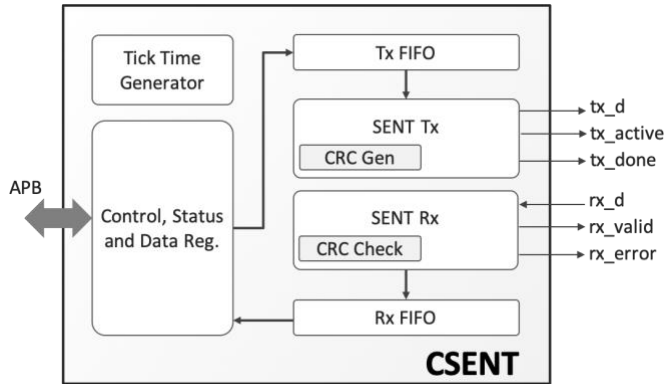 Tick Time
Generator
Tx FIFO
SENT Tx
CRC Gen
tx_d
tx_active
tx_done
APB
Control, Status
and Data Reg.
SENT Rx
CRC Check
rx_d
rx_valid
rx_error
Rx FIFO
CSENT